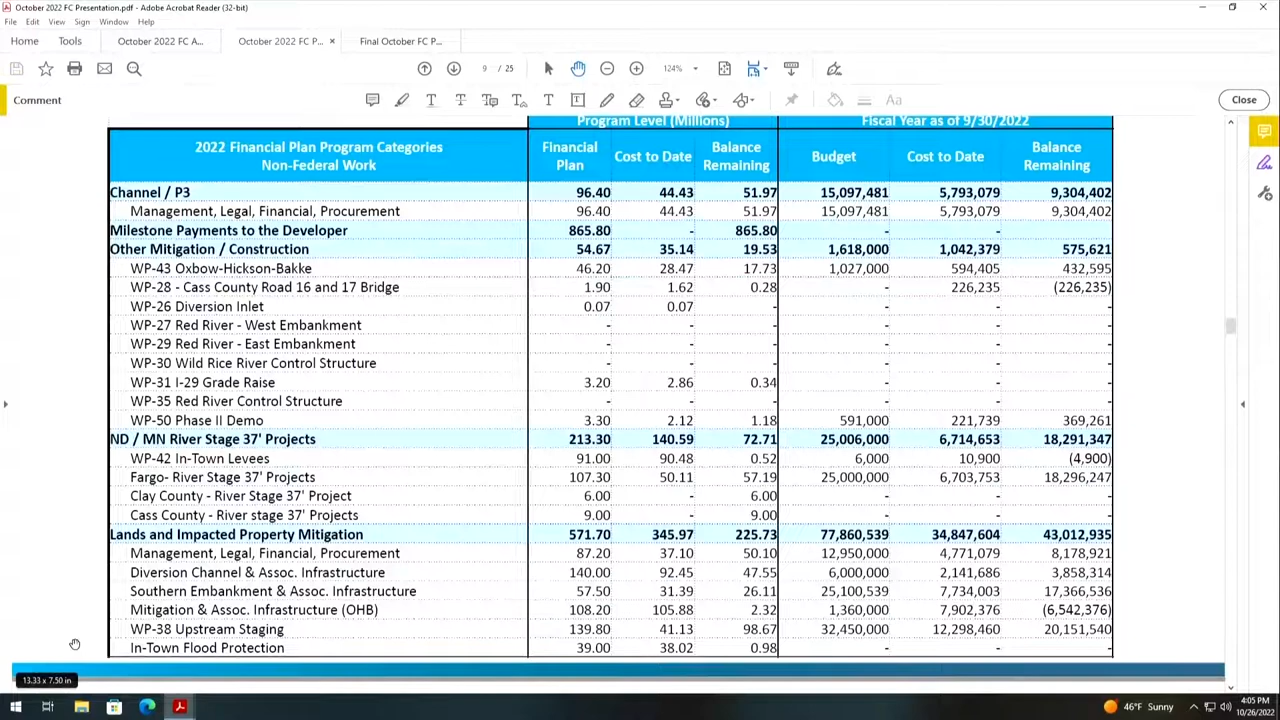 October 2022 FC Presentation.pdf - Adobe Acrobat Reader (32-bit)
File Edit View Sign Window Help
Home Tools October 2022 FC A... October 2022 FC P... × Final October FC P...
9 / 25 124%
Comment Aa Close
Program Level (Millions) Fiscal Year as of 9/30/2022
2022 Financial Plan Program Categories Non-Federal Work Financial Plan Cost to Date Balance Remaining Budget Cost to Date Balance Remaining
Channel / P3 96.40 44.43 51.97 15,097,481 5,793,079 9,304,402
Management, Legal, Financial, Procurement 96.40 44.43 51.97 15,097,481 5,793,079 9,304,402
Milestone Payments to the Developer 865.80 - 865.80 - - -
Other Mitigation / Construction 54.67 35.14 19.53 1,618,000 1,042,379 575,621
WP-43 Oxbow-Hickson-Bakke 46.20 28.47 17.73 1,027,000 594,405 432,595
WP-28 - Cass County Road 16 and 17 Bridge 1.90 1.62 0.28 - 226,235 (226,235)
WP-26 Diversion Inlet 0.07 0.07 - - - -
WP-27 Red River - West Embankment - - - - - -
WP-29 Red River - East Embankment - - - - - -
WP-30 Wild Rice River Control Structure - - - - - -
WP-31 I-29 Grade Raise 3.20 2.86 0.34 - - -
WP-35 Red River Control Structure - - - - - -
WP-50 Phase II Demo 3.30 2.12 1.18 591,000 221,739 369,261
ND / MN River Stage 37' Projects 213.30 140.59 72.71 25,006,000 6,714,653 18,291,347
WP-42 In-Town Levees 91.00 90.48 0.52 6,000 10,900 (4,900)
Fargo- River Stage 37' Projects 107.30 50.11 57.19 25,000,000 6,703,753 18,296,247
Clay County - River Stage 37' Project 6.00 - 6.00 - - -
Cass County - River stage 37' Projects 9.00 - 9.00 - - -
Lands and Impacted Property Mitigation 571.70 345.97 225.73 77,860,539 34,847,604 43,012,935
Management, Legal, Financial, Procurement 87.20 37.10 50.10 12,950,000 4,771,079 8,178,921
Diversion Channel & Assoc. Infrastructure 140.00 92.45 47.55 6,000,000 2,141,686 3,858,314
Southern Embankment & Assoc. Infrastructure 57.50 31.39 26.11 25,100,539 7,734,003 17,366,536
Mitigation & Assoc. Infrastructure (OHB) 108.20 105.88 2.32 1,360,000 7,902,376 (6,542,376)
WP-38 Upstream Staging 139.80 41.13 98.67 32,450,000 12,298,460 20,151,540
In-Town Flood Protection 39.00 38.02 0.98 - - -
13.33 x 7.50 in
46°F Sunny 4:05 PM
10/26/2022